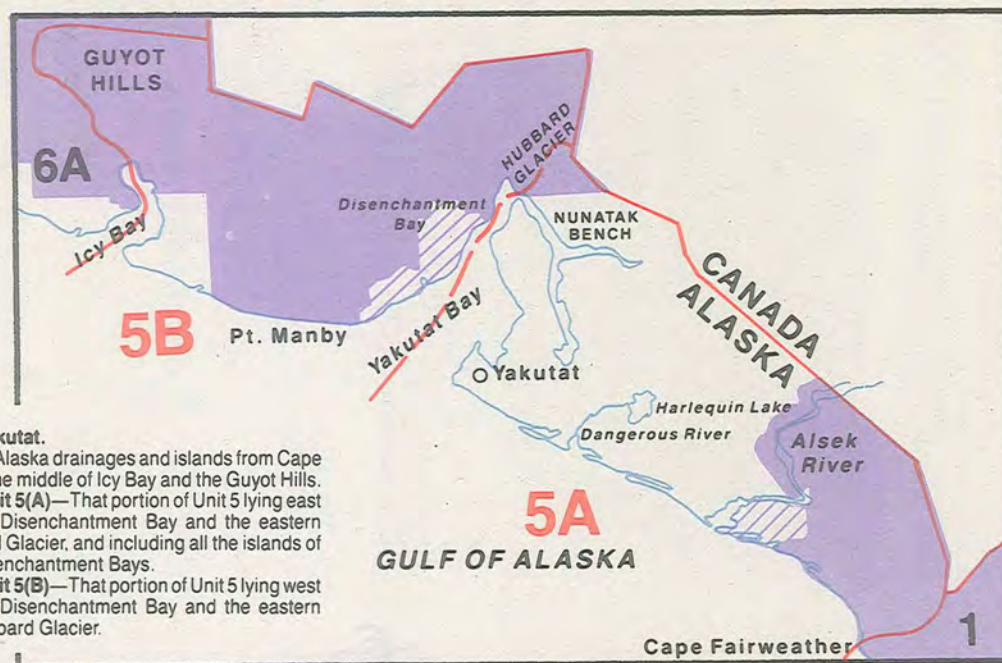 GUYOT
HILLS
6A
HUBBARD
GLACIER
Disenchantment
Bay
NUNATAK
BENCH
Icy Bay
CANADA
ALASKA
5B
Pt. Manby
Yakutat Bay
Yakutat
Harlequin Lake
Dangerous River
Alsek
River
5A
GULF OF ALASKA
Cape Fairweather
1
kutat.
Alaska drainages and islands from Cape
ne middle of Icy Bay and the Guyot Hills.
it 5(A)—That portion of Unit 5 lying east
Disenchantment Bay and the eastern
d Glacier, and including all the islands of
enchantment Bays.
it 5(B)—That portion of Unit 5 lying west
Disenchantment Bay and the eastern
bard Glacier.